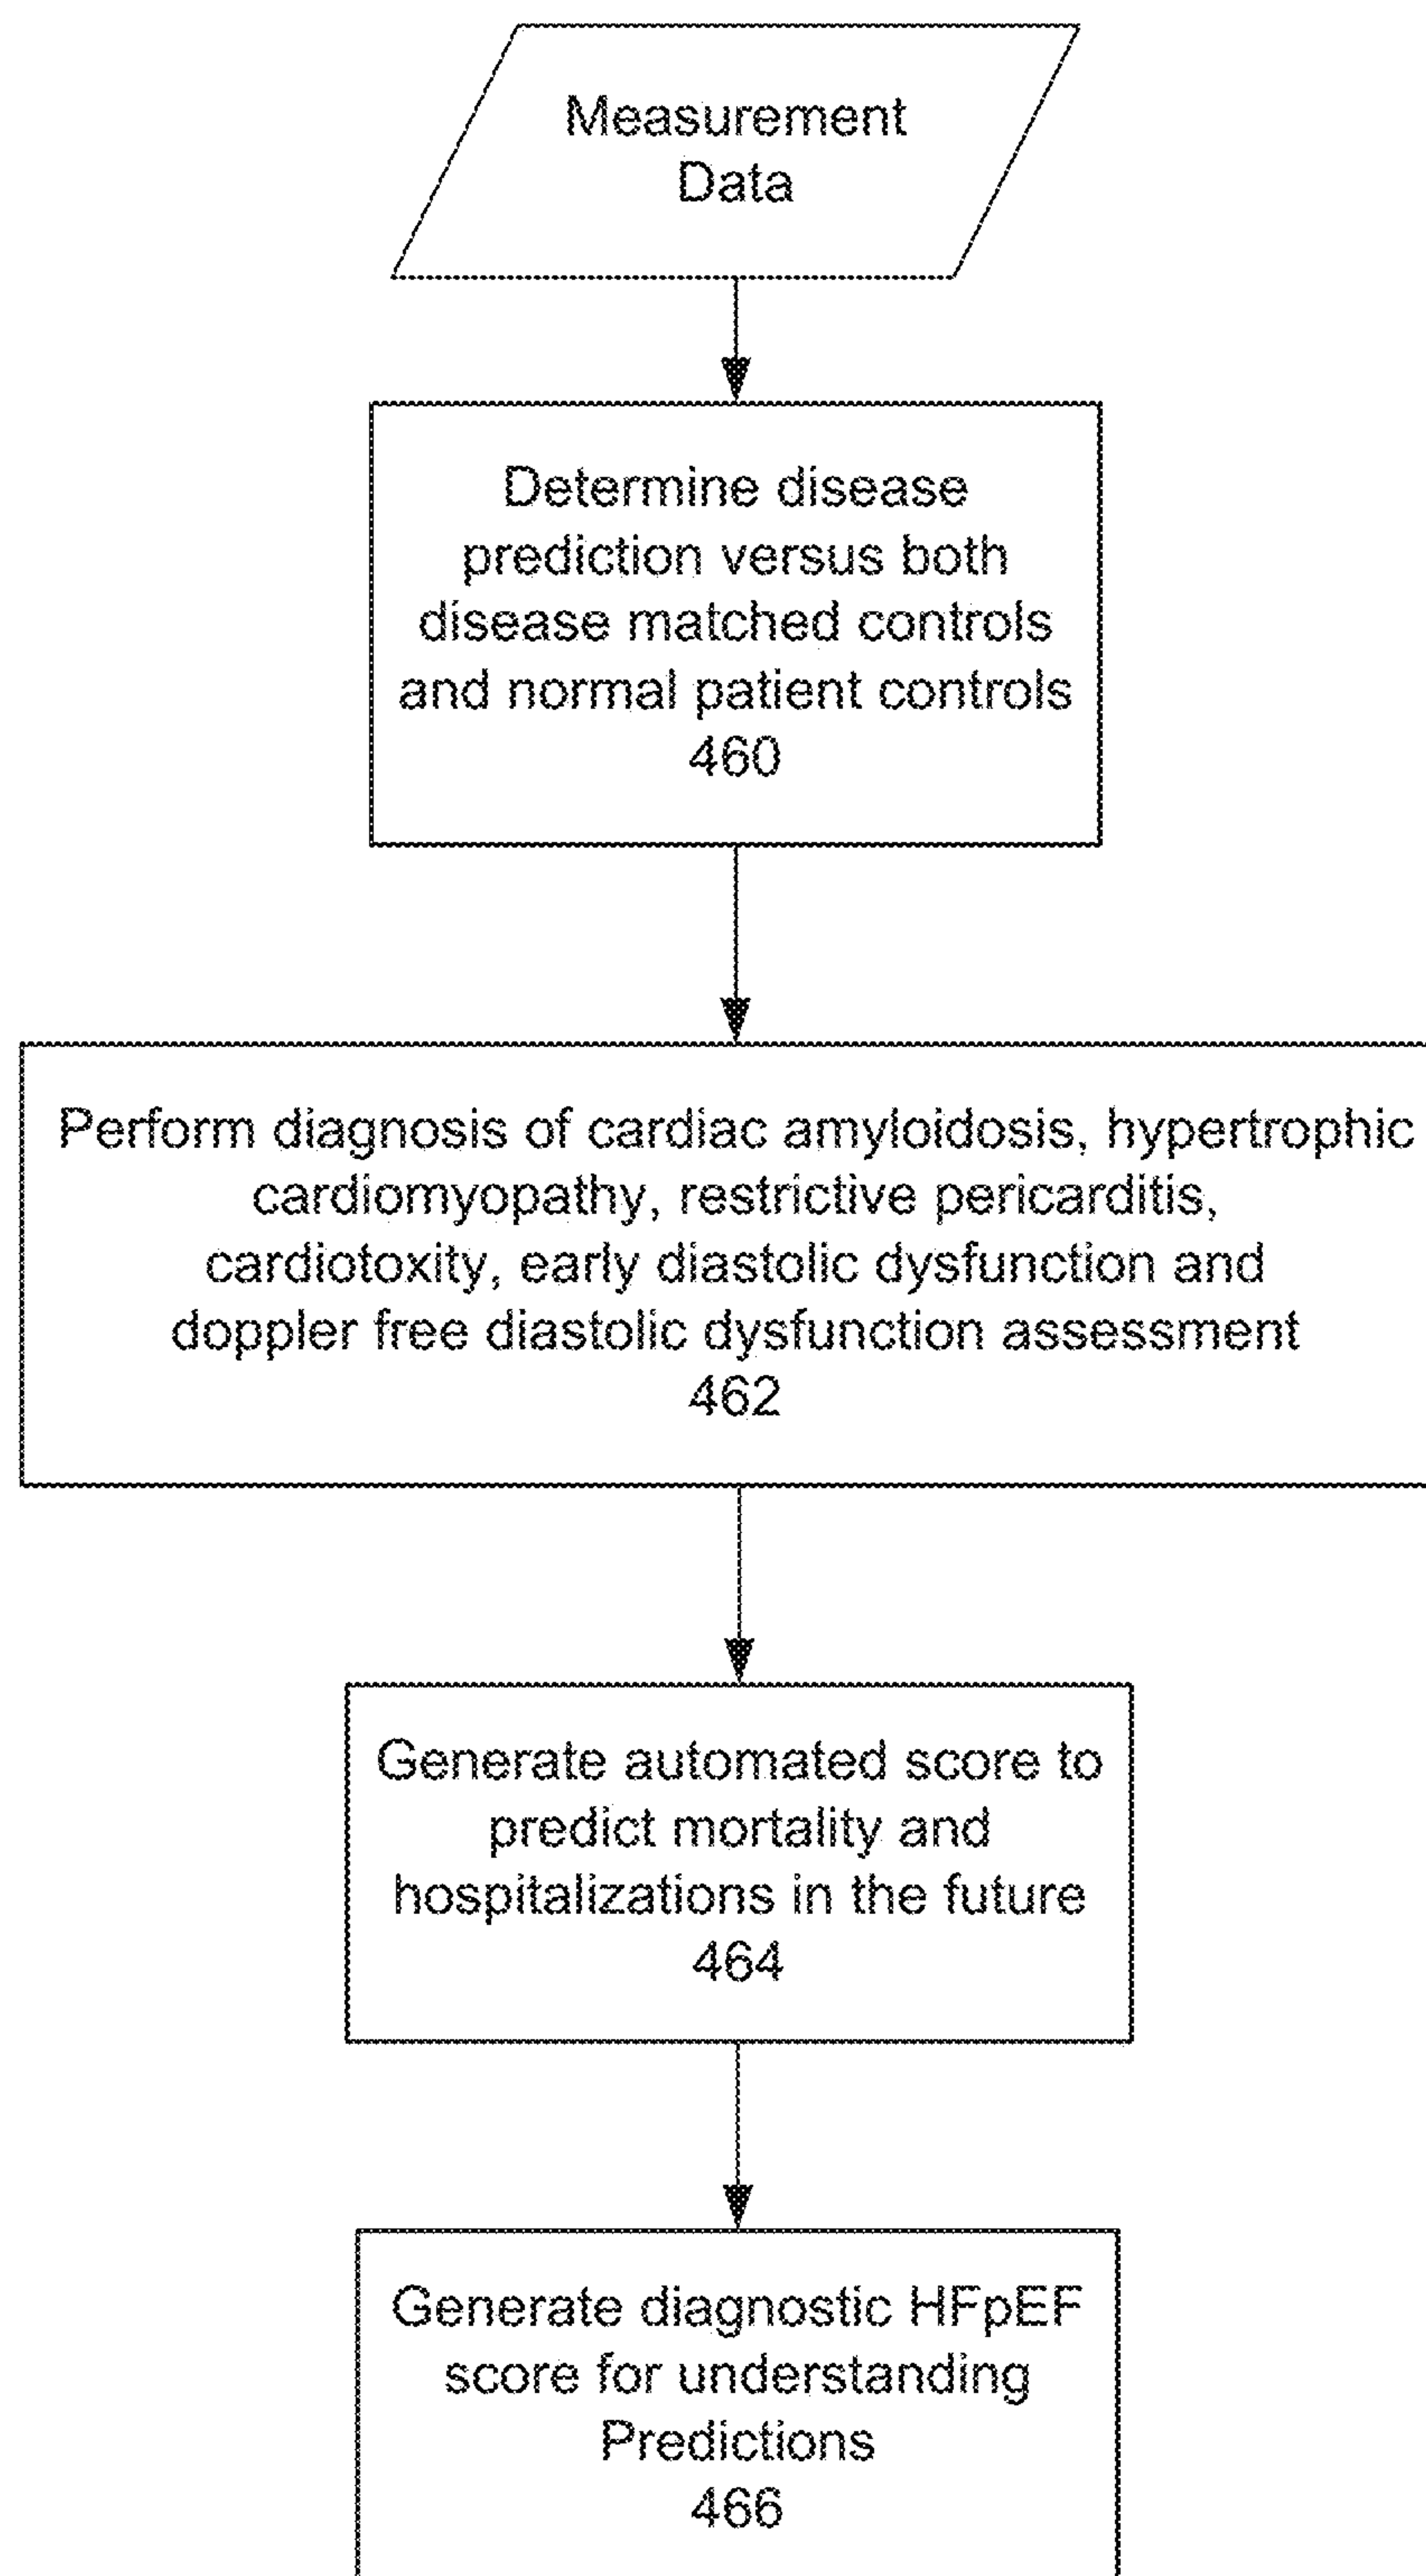 Measurement
Data
Determine disease
prediction versus both
disease matched controls
and normal patient controls
460
Perform diagnosis of cardiac amyloidosis, hypertrophic
cardiomyopathy, restrictive pericarditis,
cardiotoxity, early diastolic dysfunction and
doppler free diastolic dysfunction assessment
462
Generate automated score to
predict mortality and
hospitalizations in the future
464
Generate diagnostic HFpEF
score for understanding
Predictions
466